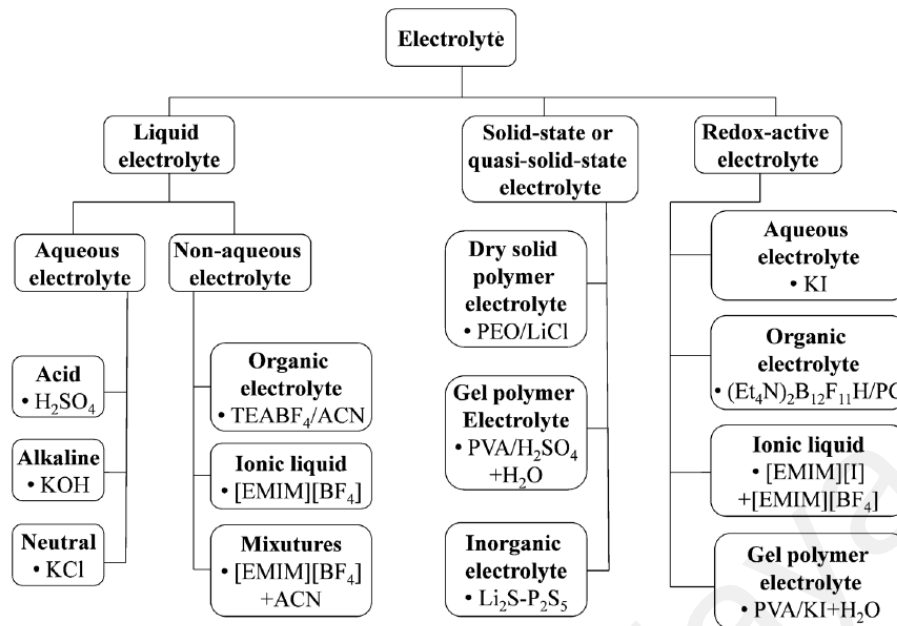 Electrolyte
Liquid
electrolyte
Solid-state or
quasi-solid-state
electrolyte
Redox-active
electrolyte
Aqueous
electrolyte
Non-aqueous
electrolyte
Acid
• H₂SO₄
Alkaline
• KOH
Neutral
• KCl
Organic
electrolyte
• TEABF₄/ACN
Ionic liquid
• [EMIM][BF₄]
Mixutures
• [EMIM][BF₄]
+ACN
Dry solid
polymer
electrolyte
• PEO/LiCl
Gel polymer
Electrolyte
• PVA/H₂SO₄
+H₂O
Inorganic
electrolyte
• Li₂S-P₂S₅
Aqueous
electrolyte
• KI
Organic
electrolyte
• (Et₄N)₂B₁₂F₁₁H/PC
Ionic liquid
• [EMIM][I]
+[EMIM][BF₄]
Gel polymer
electrolyte
• PVA/KI+H₂O